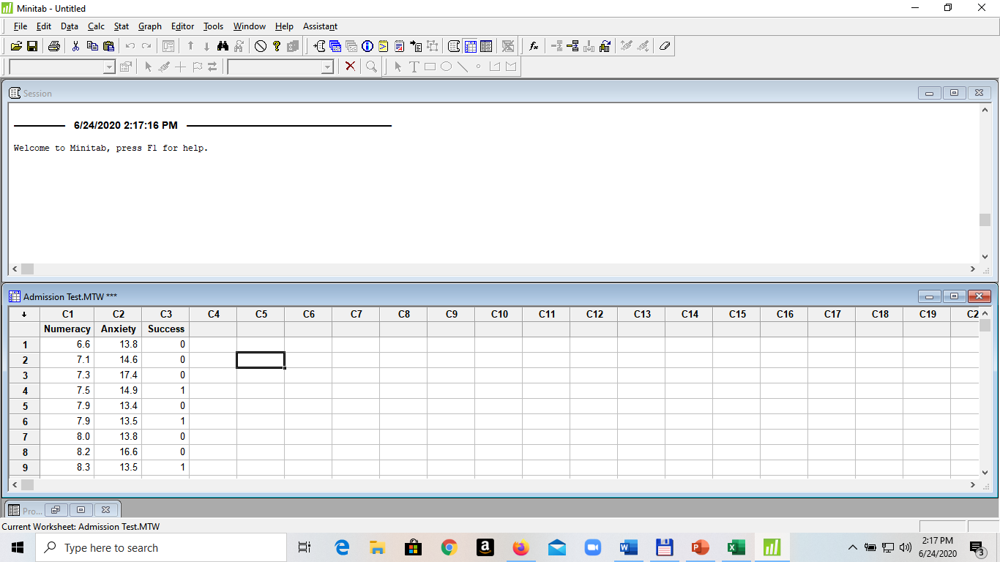 Minitab - Untitled
File Edit Data Calc Stat Graph Editor Tools Window Help Assistant
Session
6/24/2020 2:17:16 PM
Welcome to Minitab, press F1 for help.
Admission Test.MTW ***
C1 C2 C3 C4 C5 C6 C7 C8 C9 C10 C11 C12 C13 C14 C15 C16 C17 C18 C19 C2
Numeracy Anxiety Success
1 6.6 13.8 0
2 7.1 14.6 0
3 7.3 17.4 0
4 7.5 14.9 1
5 7.9 13.4 0
6 7.9 13.5 1
7 8.0 13.8 0
8 8.2 16.6 0
9 8.3 13.5 1
Pro...
Current Worksheet: Admission Test.MTW
Type here to search
2:17 PM
6/24/2020
3